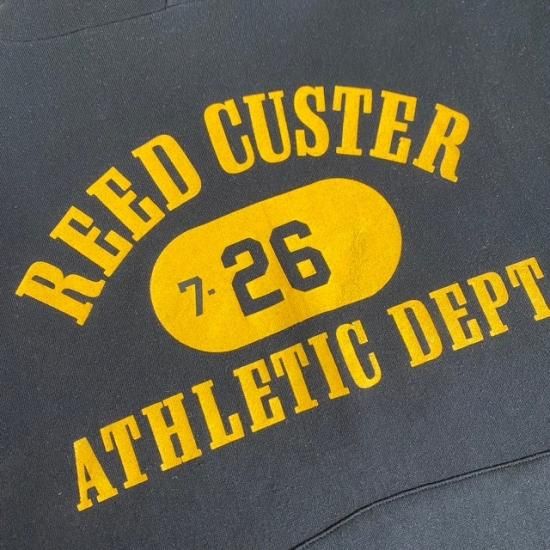 REED CUSTER
7-26
ATHLETIC DEPT